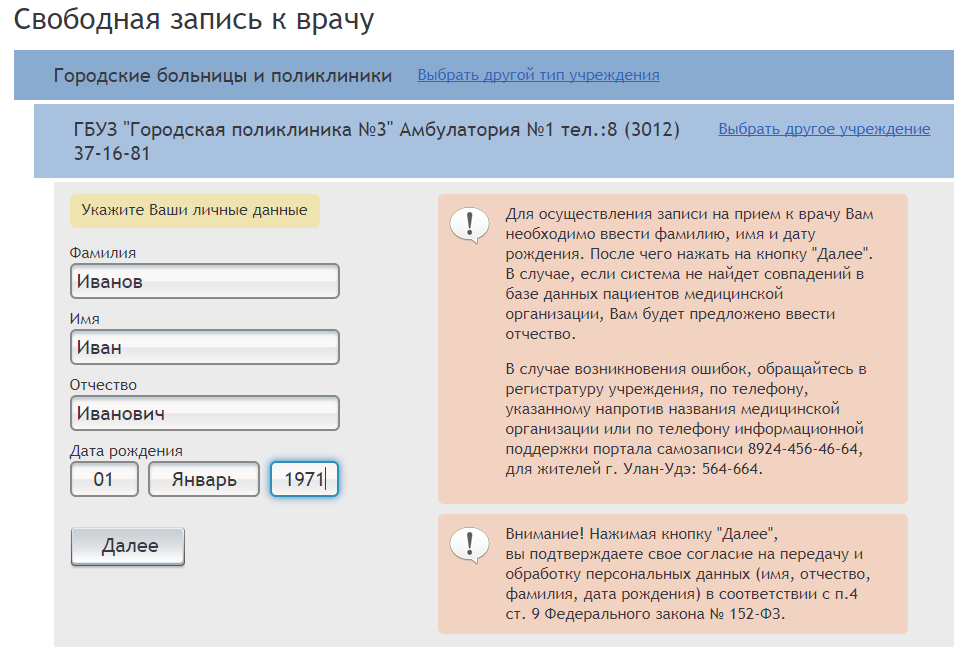 Свободная запись к врачу
Городские больницы и поликлиники Выбрать другой тип учреждения
ГБУЗ "Городская поликлиника №3" Амбулатория №1 тел.:8 (3012)
37-16-81
Выбрать другое учреждение
Укажите Ваши личные данные
Фамилия
Иванов
Имя
Иван
Отчество
Иванович
Дата рождения
01 Январь 1971
Далее
Для осуществления записи на прием к врачу Вам
необходимо ввести фамилию, имя и дату
рождения. После чего нажать на кнопку "Далее".
В случае, если система не найдет совпадений в
базе данных пациентов медицинской
организации, Вам будет предложено ввести
отчество.
В случае возникновения ошибок, обращайтесь в
регистратуру учреждения, по телефону,
указанному напротив названия медицинской
организации или по телефону информационной
поддержки портала самозаписи 8924-456-46-64,
для жителей г. Улан-Удэ: 564-664.
Внимание! Нажимая кнопку "Далее",
вы подтверждаете свое согласие на передачу и
обработку персональных данных (имя, отчество,
фамилия, дата рождения) в соответствии с п.4
ст. 9 Федерального закона № 152-ФЗ.